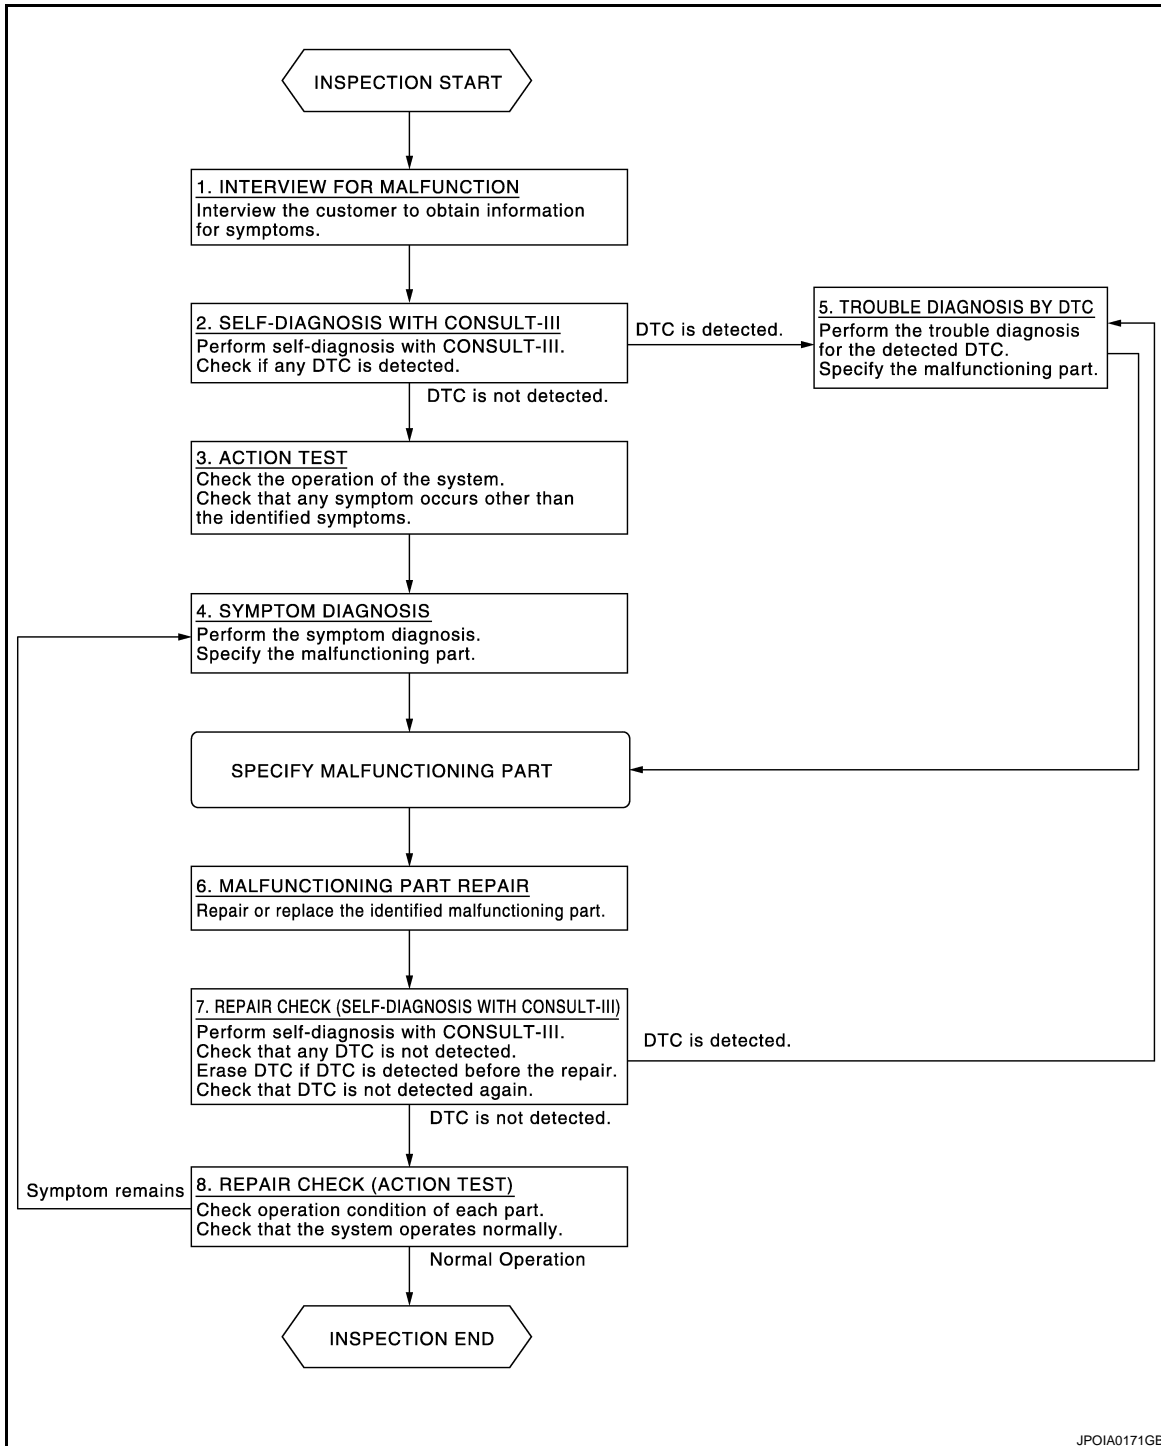 INSPECTION START
1. INTERVIEW FOR MALFUNCTION
Interview the customer to obtain information
for symptoms.
2. SELF-DIAGNOSIS WITH CONSULT-III
Perform self-diagnosis with CONSULT-III.
Check if any DTC is detected.
DTC is detected.
5. TROUBLE DIAGNOSIS BY DTC
Perform the trouble diagnosis
for the detected DTC.
Specify the malfunctioning part.
DTC is not detected.
3. ACTION TEST
Check the operation of the system.
Check that any symptom occurs other than
the identified symptoms.
4. SYMPTOM DIAGNOSIS
Perform the symptom diagnosis.
Specify the malfunctioning part.
SPECIFY MALFUNCTIONING PART
6. MALFUNCTIONING PART REPAIR
Repair or replace the identified malfunctioning part.
7. REPAIR CHECK (SELF-DIAGNOSIS WITH CONSULT-III)
Perform self-diagnosis with CONSULT-III.
Check that any DTC is not detected.
Erase DTC if DTC is detected before the repair.
Check that DTC is not detected again.
DTC is detected.
DTC is not detected.
Symptom remains
8. REPAIR CHECK (ACTION TEST)
Check operation condition of each part.
Check that the system operates normally.
Normal Operation
INSPECTION END
JPOIA0171GB